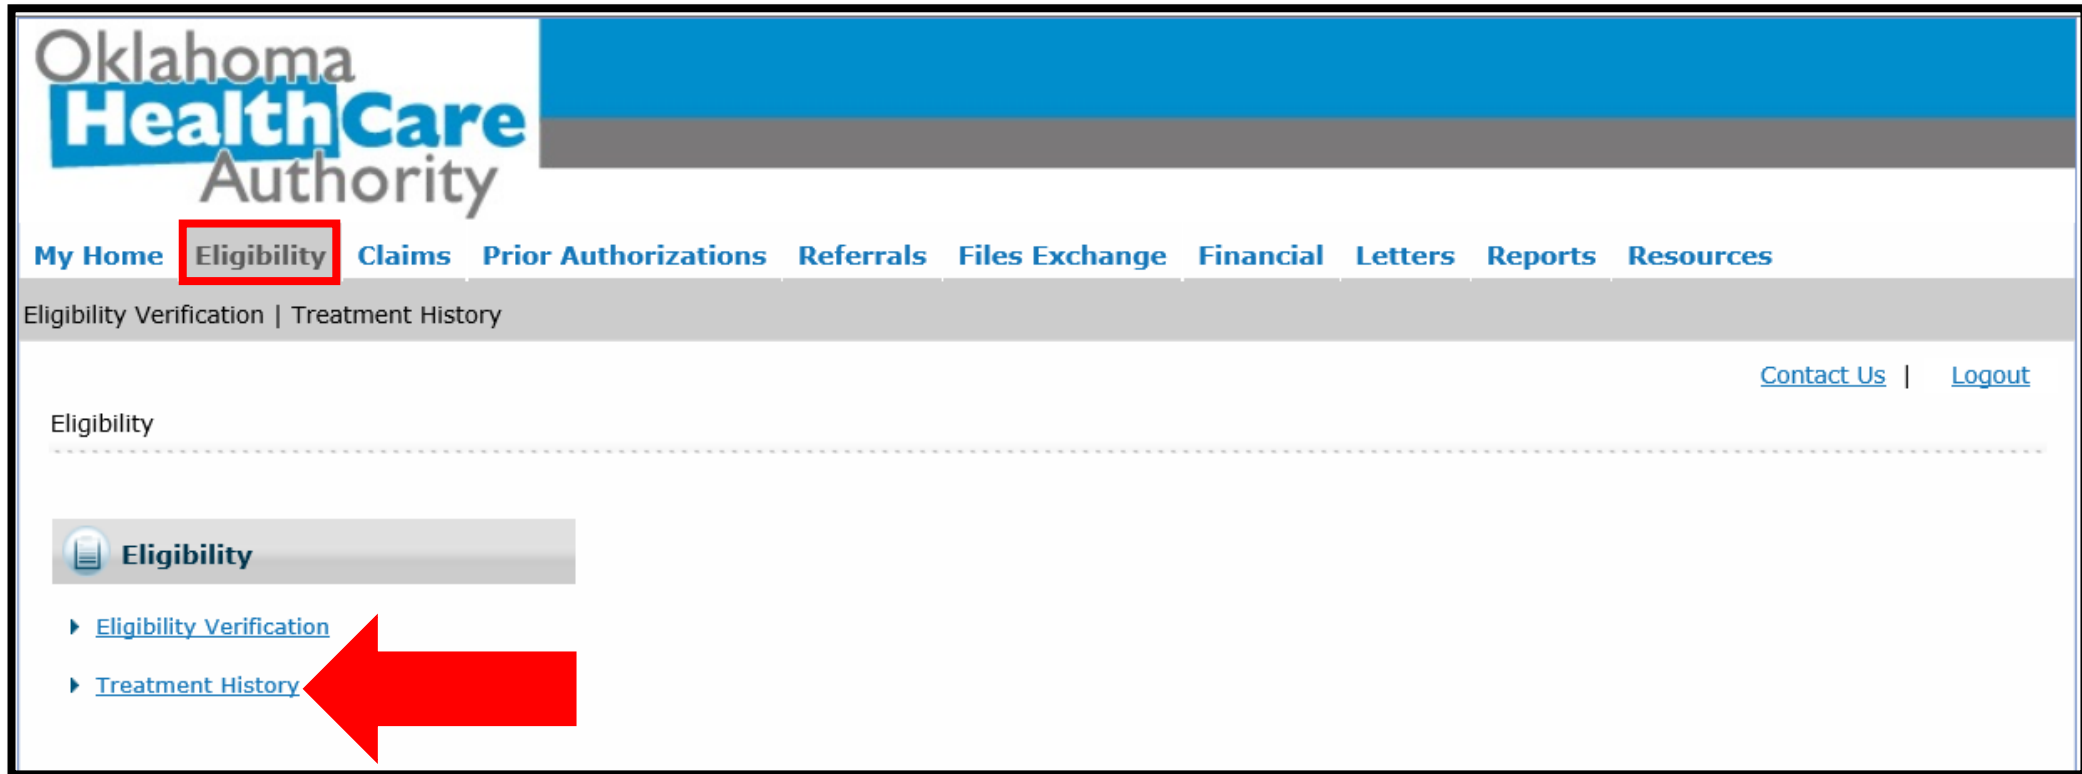 Oklahoma
HealthCare
Authority
My Home Eligibility Claims Prior Authorizations Referrals Files Exchange Financial Letters Reports Resources
Eligibility Verification | Treatment History
Contact Us | Logout
Eligibility
Eligibility
Eligibility Verification
Treatment History